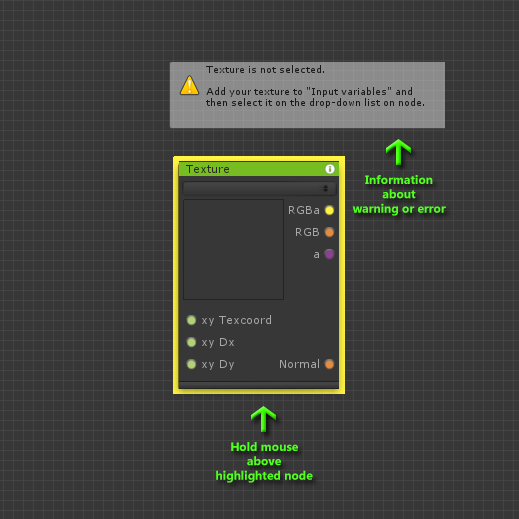 Texture is not selected.
Add your texture to "Input variables" and
then select it on the drop-down list on node.
Information
about
warning or error
Texture
RGBa
RGB
a
xy Texcoord
xy Dx
xy Dy Normal
Hold mouse
above
highlighted node